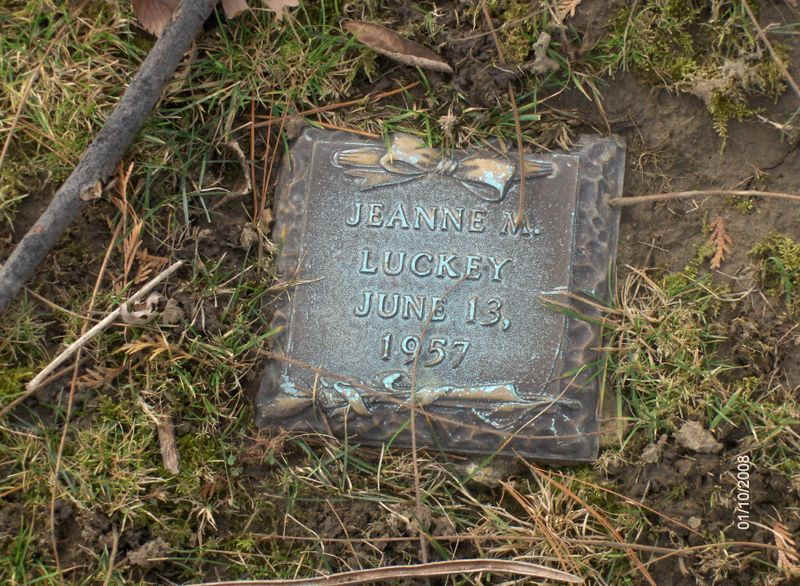 JEANNE M.
LUCKEY
JUNE 13,
1957
01/10/2008